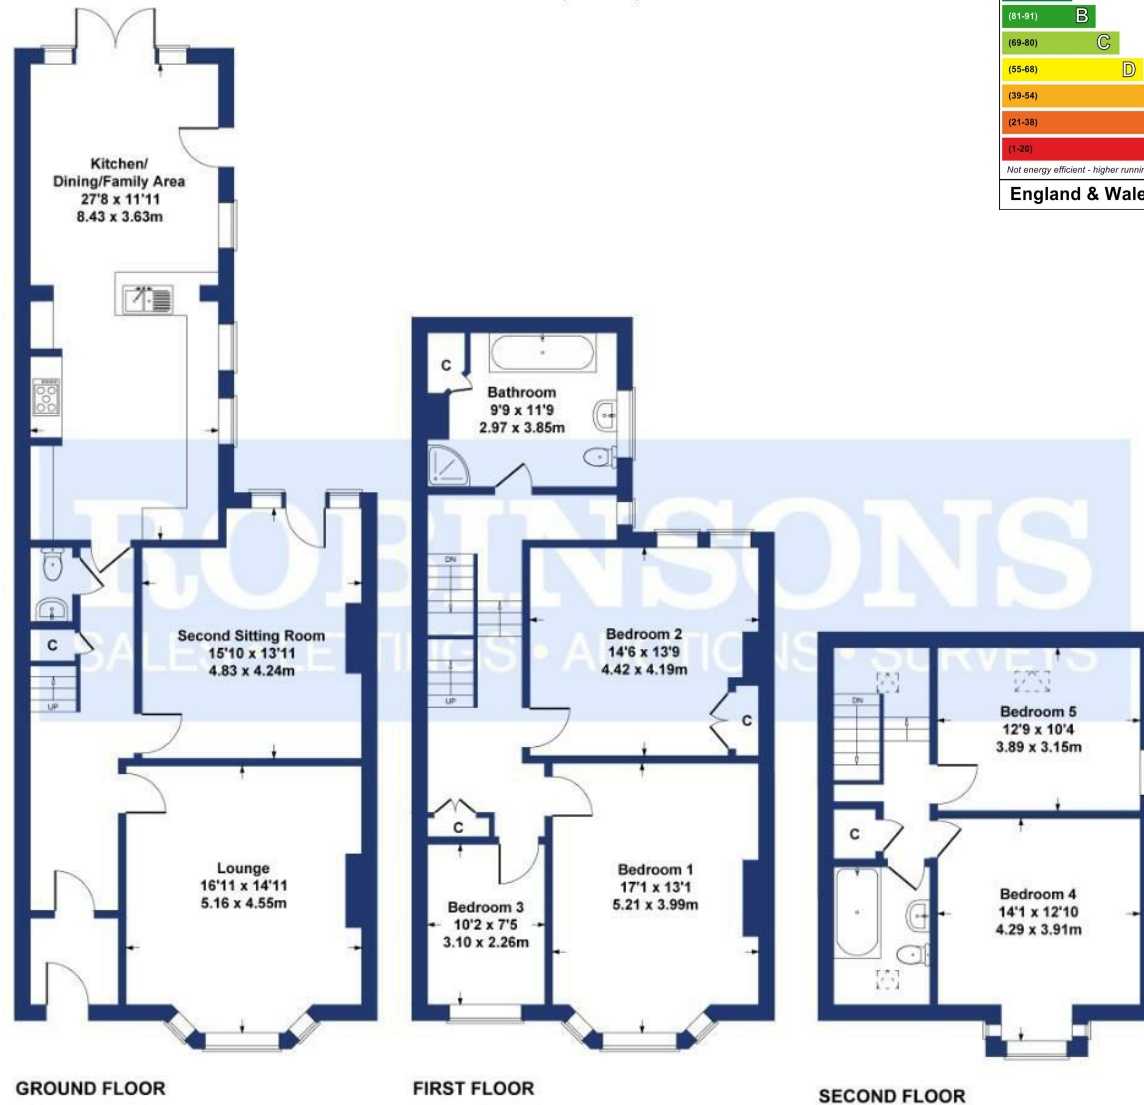 (81-91) B
(69-80) C
(55-68) D
(39-54)
(21-38)
(1-20)
Not energy efficient - higher runnin
England & Wale
Kitchen/
Dining/Family Area
27'8 x 11'11
8.43 x 3.63m
C
Bathroom
9'9 x 11'9
2.97 x 3.85m
ROBINSONS
SALES LETTINGS • AUCTIONS • SURVEYS
C
UP
Second Sitting Room
15'10 x 13'11
4.83 x 4.24m
Lounge
16'11 x 14'11
5.16 x 4.55m
DN
UP
Bedroom 2
14'6 x 13'9
4.42 x 4.19m
C
C
Bedroom 3
10'2 x 7'5
3.10 x 2.26m
Bedroom 1
17'1 x 13'1
5.21 x 3.99m
DN
Bedroom 5
12'9 x 10'4
3.89 x 3.15m
C
Bedroom 4
14'1 x 12'10
4.29 x 3.91m
GROUND FLOOR
FIRST FLOOR
SECOND FLOOR